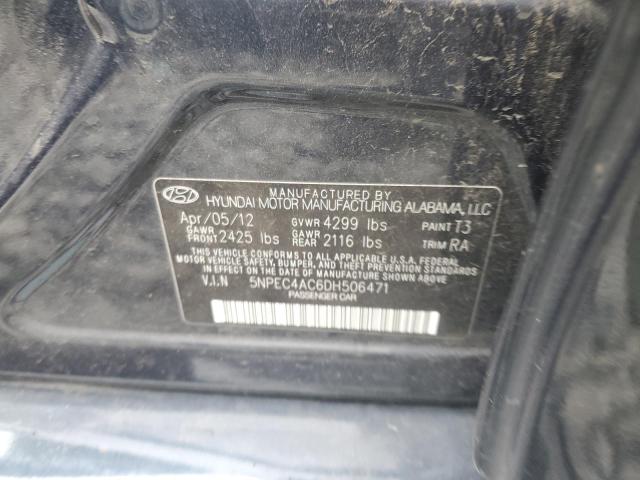 MANUFACTURED BY
HYUNDAI MOTOR MANUFACTURING ALABAMA, LLC
Apr/05/12 GVWR 4299 lbs PAINT T3
GAWR FRONT 2425 lbs GAWR REAR 2116 lbs TRIM RA
THIS VEHICLE CONFORMS TO ALL APPLICABLE U.S. FEDERAL
MOTOR VEHICLE SAFETY, BUMPER, AND THEFT PREVENTION
STANDARDS IN EFFECT ON THE DATE OF MANUFACTURE SHOWN ABOVE.
V.I.N 5NPEC4AC6DH506471
PASSENGER CAR